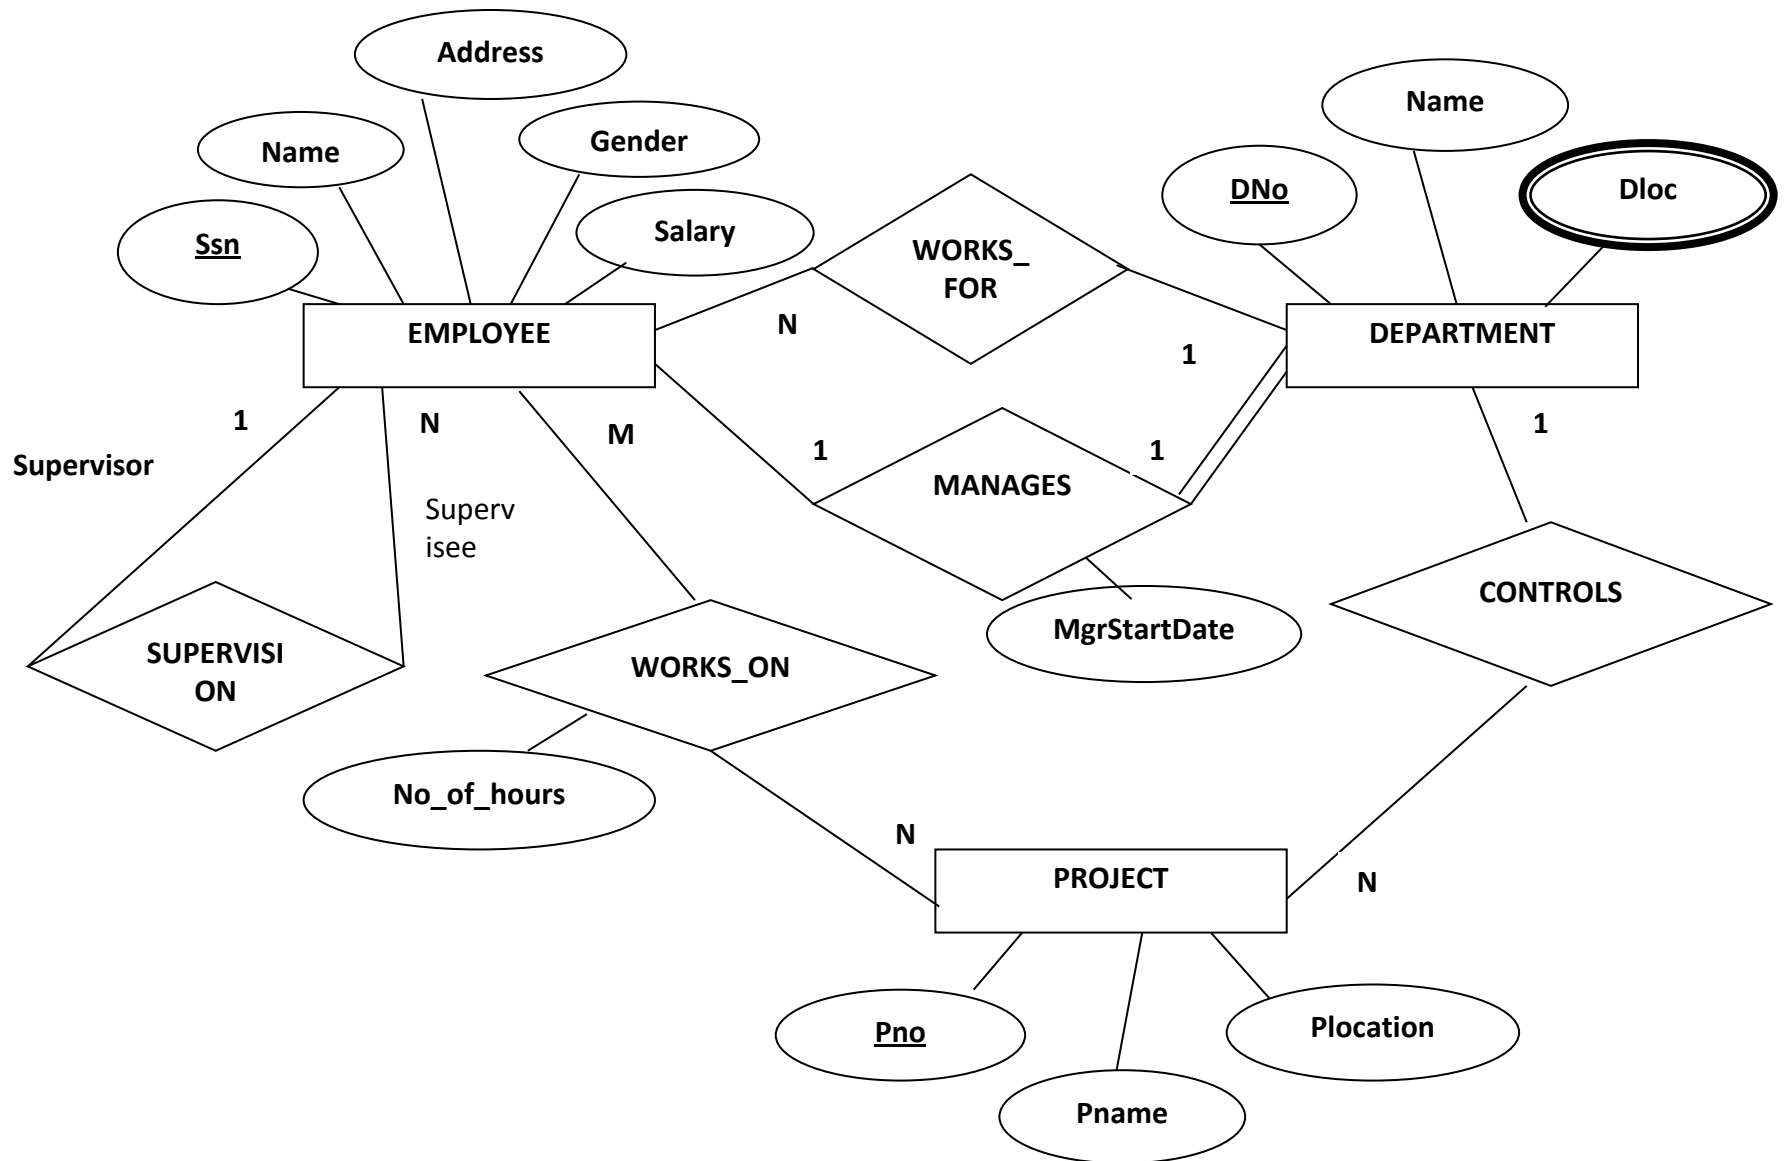 Address
Name
Gender
Name
Ssn
Salary
DNo
Dloc
WORKS_
FOR
EMPLOYEE
N
DEPARTMENT
1
1
N
M
1
1
1
Supervisor
MANAGES
Superv
isee
CONTROLS
MgrStartDate
SUPERVISI
ON
WORKS_ON
No_of_hours
N
PROJECT
N
Pno
Plocation
Pname